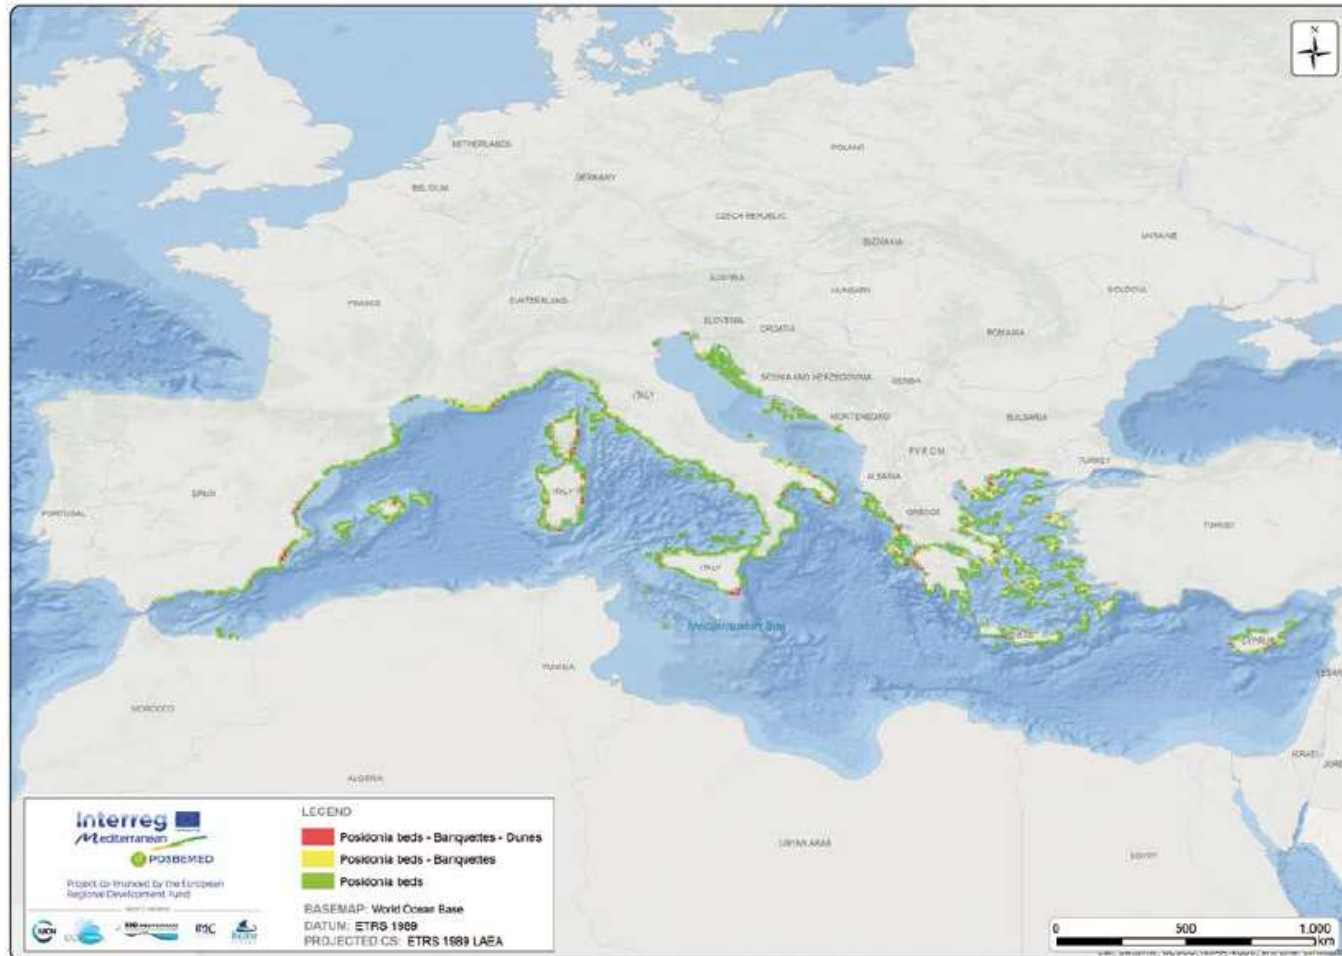 N
NETHERLANDS
POLAND
BELGIUM
GERMANY
CZECH REPUBLIC
UKRAINE
SLOVAKIA
AUSTRIA
FRANCE
SWITZERLAND
HUNGARY
MOLDOVA
SLOVENIA
CROATIA
ROMANIA
BOSNIA AND HERZEGOVINA
SERBIA
ITALY
MONTENEGRO
BULGARIA
F.Y.R.O.M.
ALBANIA
TURKEY
SPAIN
ITALY
PORTUGAL
GREECE
TURKEY
ITALY
Mediterranean Sea
CYPRUS
TUNISIA
MOROCCO
ISRAEL
ALGERIA
LIBYAN ARAB
EGYPT
Interreg
Mediterranean
POSBEMED
Project co-financed by the European
Regional Development Fund
IUCN
IMC
LEGEND
Posidonia beds - Banquettes - Dunes
Posidonia beds - Banquettes
Posidonia beds
BASEMAP: World Ocean Base
DATUM: ETRS 1989
PROJECTED CS: ETRS 1989 LAEA
0 500 1.000
km